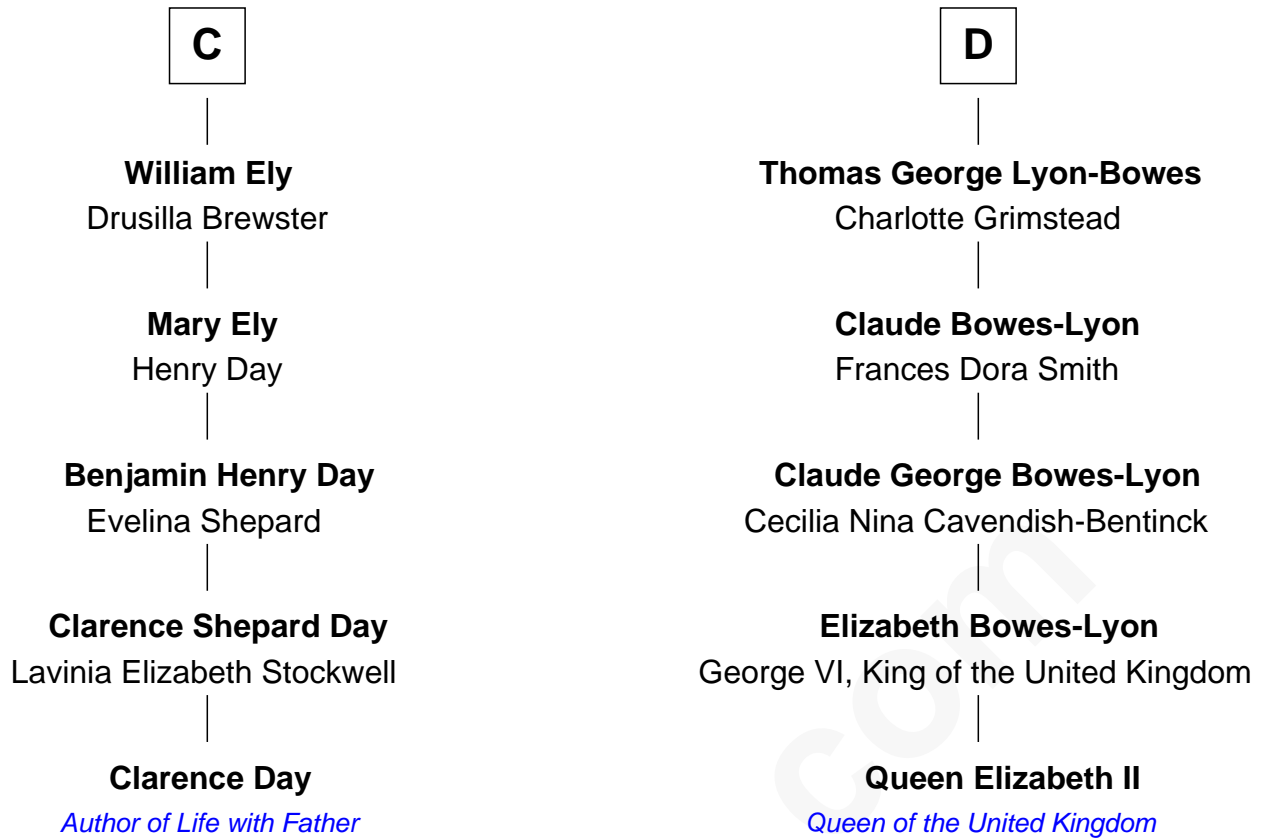 C
William Ely
Drusilla Brewster
Mary Ely
Henry Day
Benjamin Henry Day
Evelina Shepard
Clarence Shepard Day
Lavinia Elizabeth Stockwell
Clarence Day
Author of Life with Father
D
Thomas George Lyon-Bowes
Charlotte Grimstead
Claude Bowes-Lyon
Frances Dora Smith
Claude George Bowes-Lyon
Cecilia Nina Cavendish-Bentinck
Elizabeth Bowes-Lyon
George VI, King of the United Kingdom
Queen Elizabeth II
Queen of the United Kingdom
com